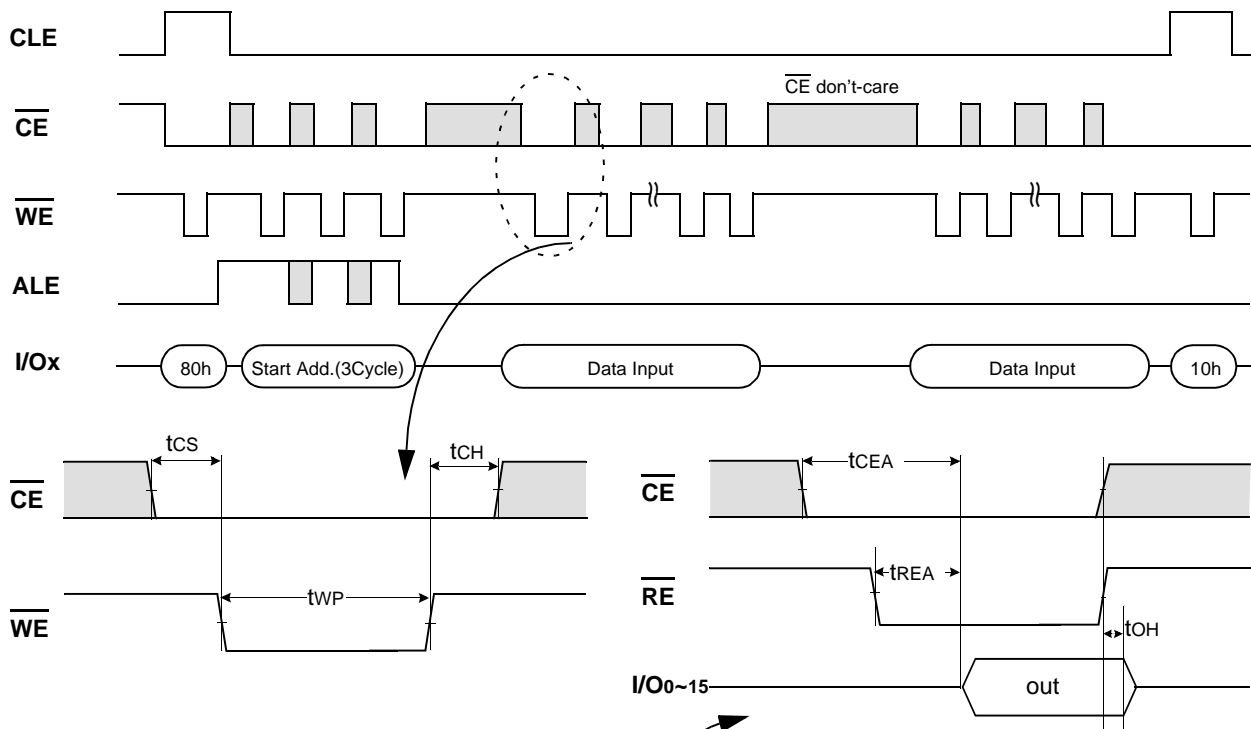 CLE
CE don't-care
CE
WE
ALE
I/Ox
80h
Start Add.(3Cycle)
Data Input
Data Input
10h
tCS
tCH
CE
tWP
WE
tCEA
CE
tREA
RE
tOH
I/O0~15
out